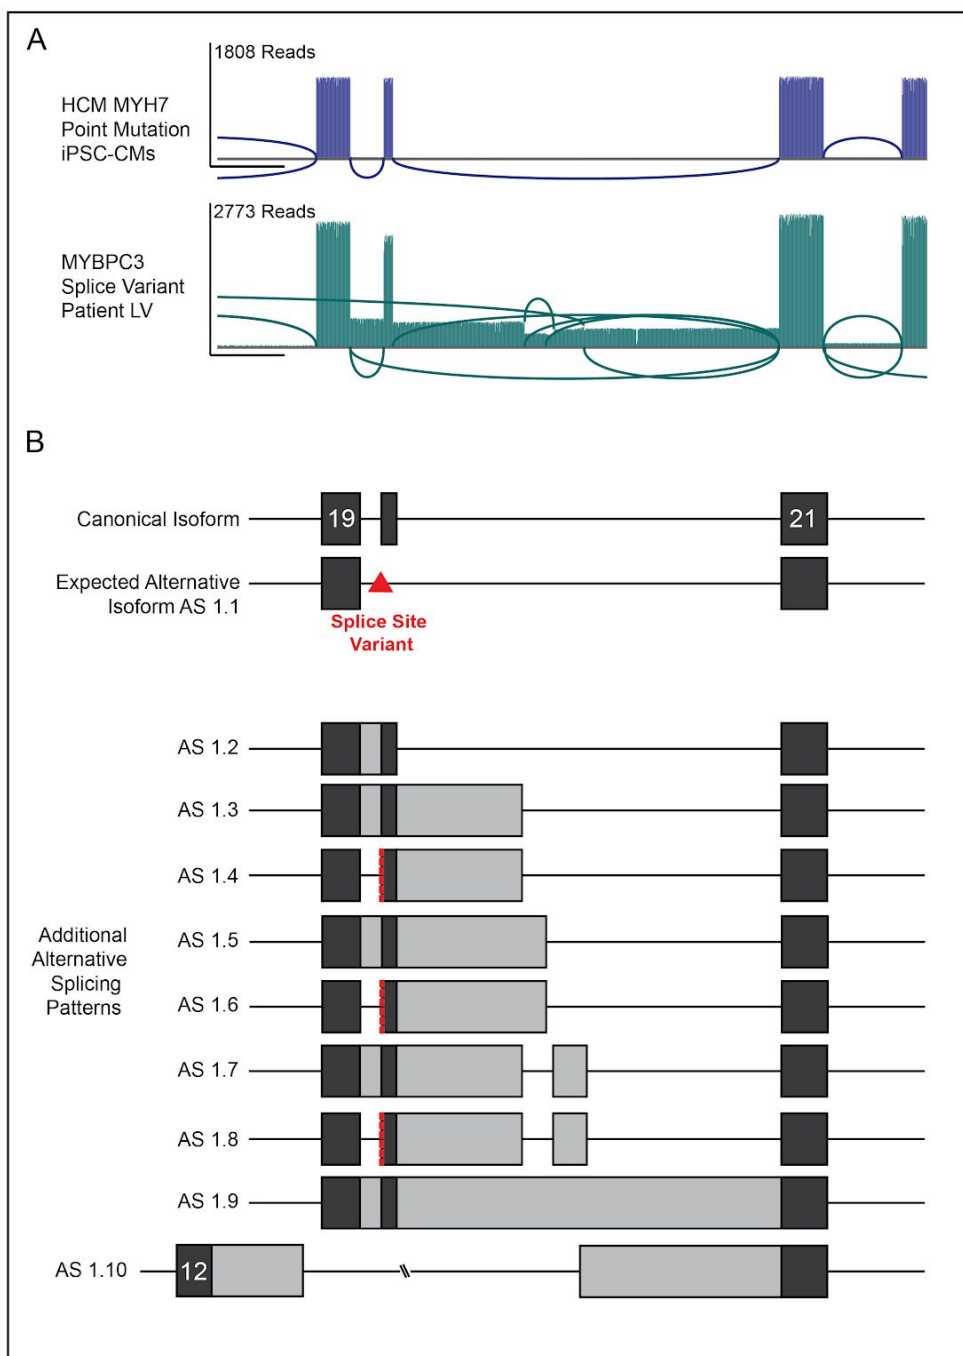 A
1808 Reads
HCM MYH7
Point Mutation
iPSC-CMs
2773 Reads
MYBPC3
Splice Variant
Patient LV
B
Canonical Isoform
19
21
Expected Alternative
Isoform AS 1.1
Splice Site
Variant
AS 1.2
AS 1.3
AS 1.4
Additional
Alternative
Splicing
Patterns
AS 1.5
AS 1.6
AS 1.7
AS 1.8
AS 1.9
AS 1.10
12